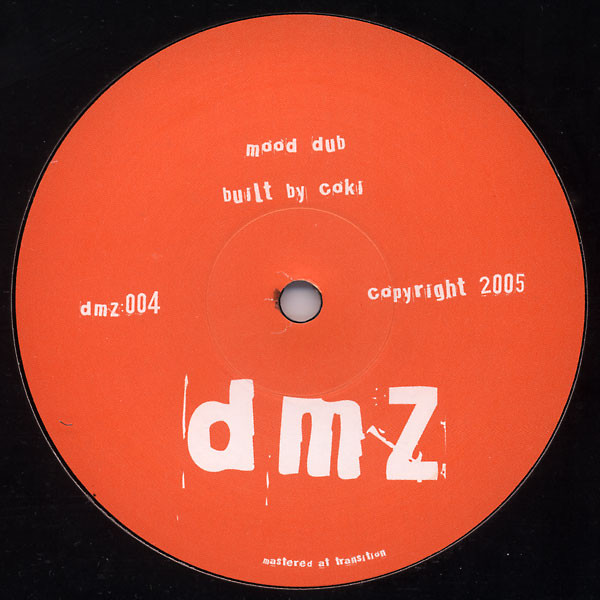 mood dub
built by coki
dmz:004
copyright 2005
dmz
mastered at transition